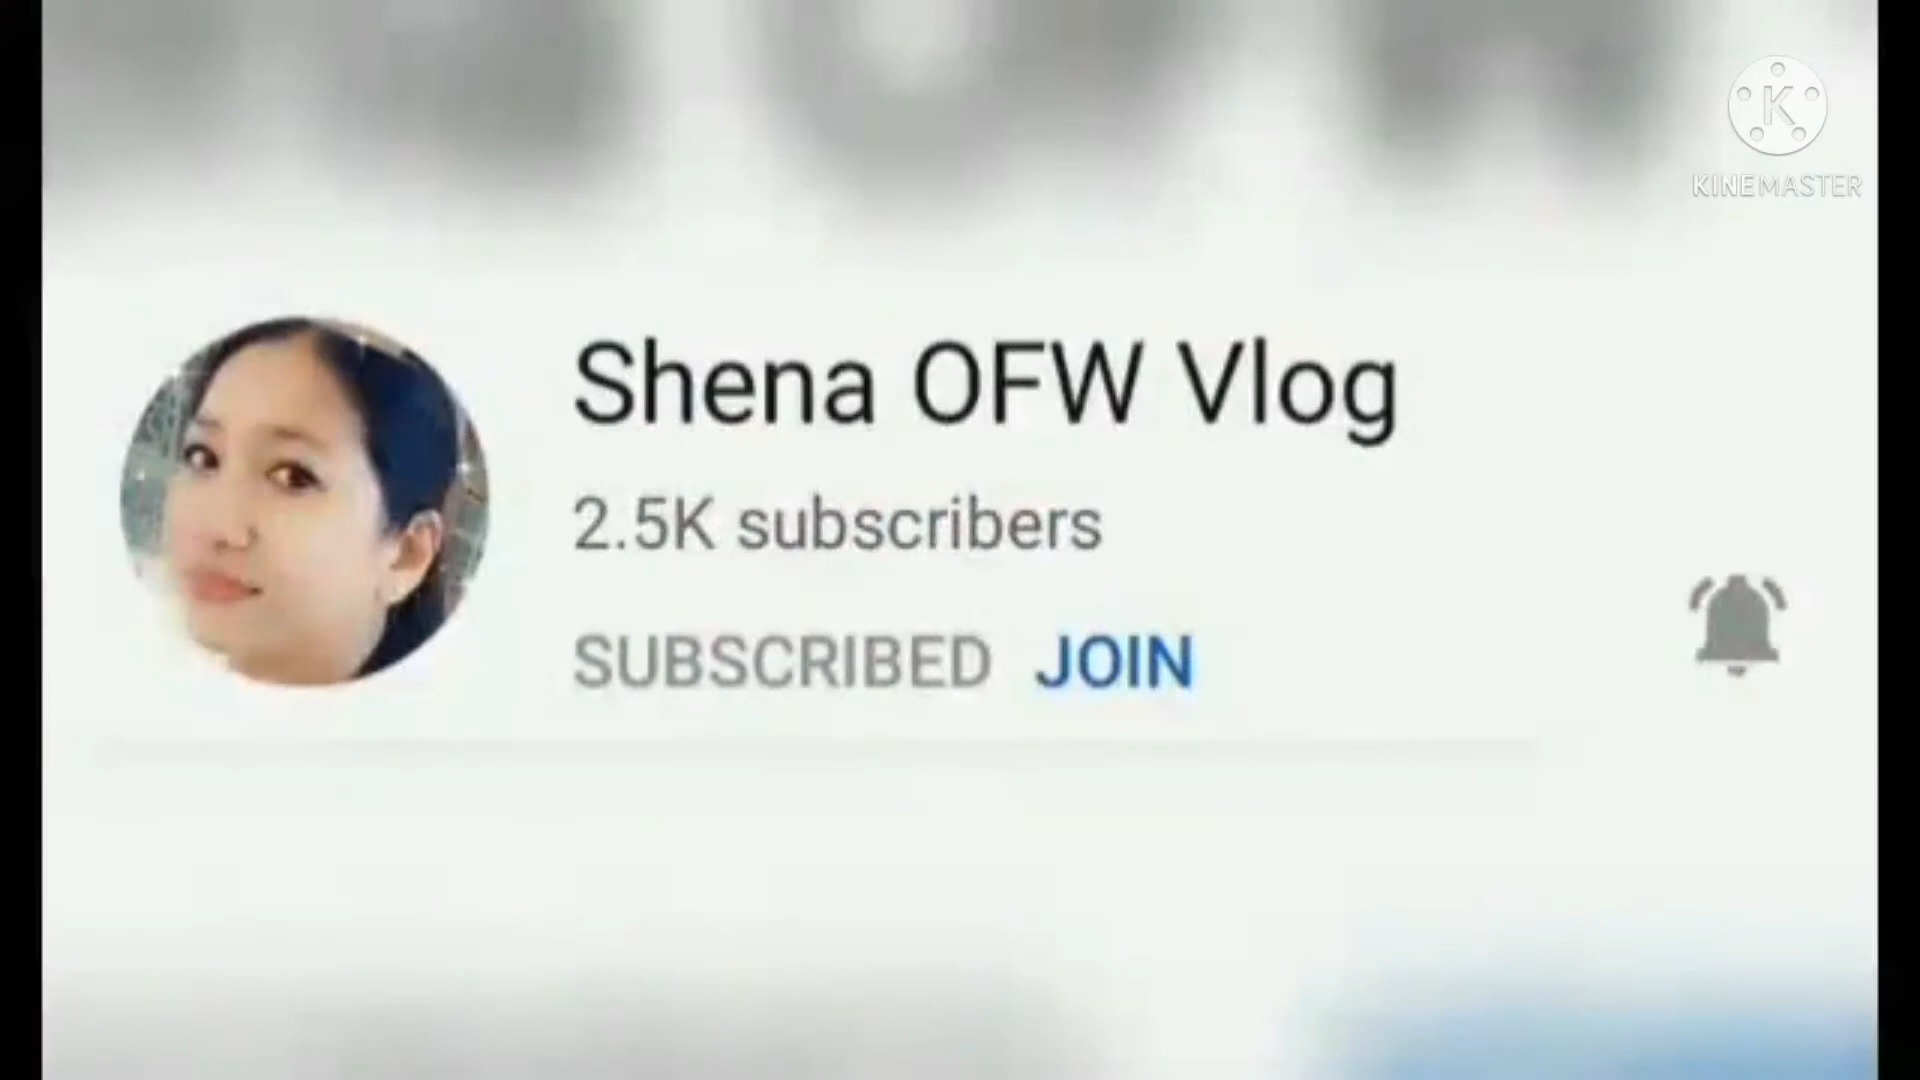 K
KINEMASTER
Shena OFW Vlog
2.5K subscribers
SUBSCRIBED JOIN